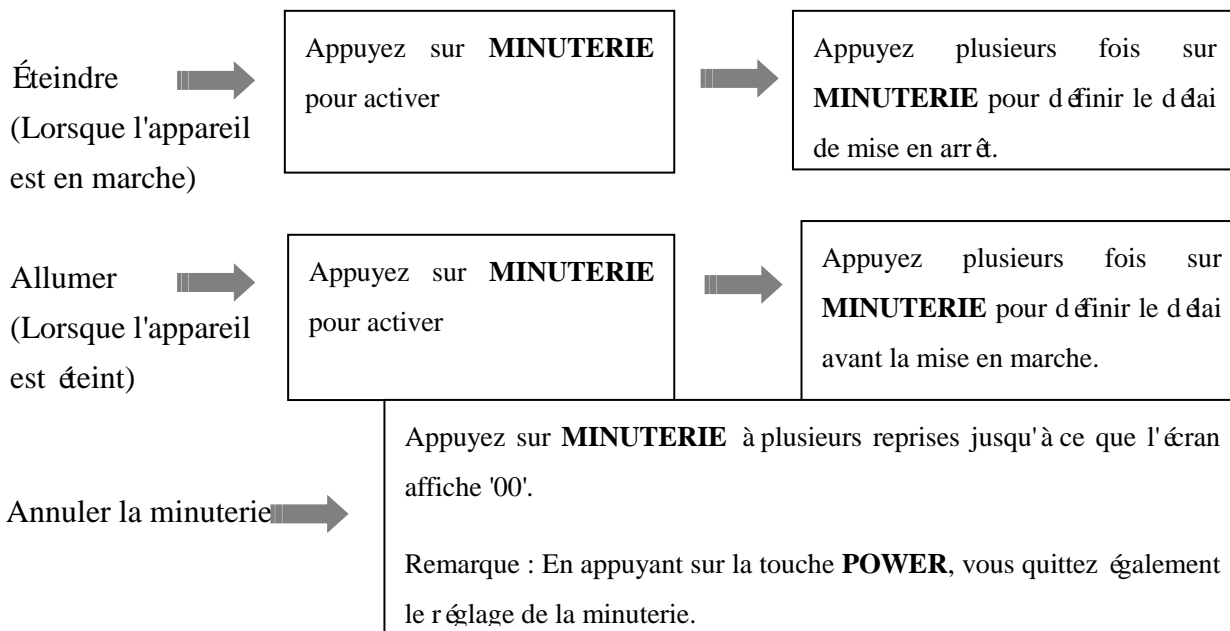 Éteindre
(Lorsque l'appareil
est en marche)
Appuyez sur MINUTERIE
pour activer
Appuyez plusieurs fois sur
MINUTERIE pour définir le délai
de mise en arrêt.
Allumer
(Lorsque l'appareil
est éteint)
Appuyez sur MINUTERIE
pour activer
Appuyez plusieurs fois sur
MINUTERIE pour définir le délai
avant la mise en marche.
Annuler la minuterie
Appuyez sur MINUTERIE à plusieurs reprises jusqu'à ce que l'écran
affiche '00'.
Remarque : En appuyant sur la touche POWER, vous quittez également
le réglage de la minuterie.